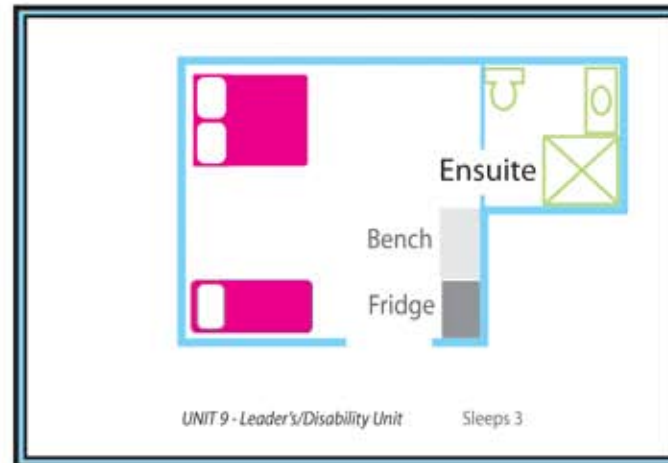 Ensuite
Bench
Fridge
UNIT 9 - Leader's/Disability Unit Sleeps 3